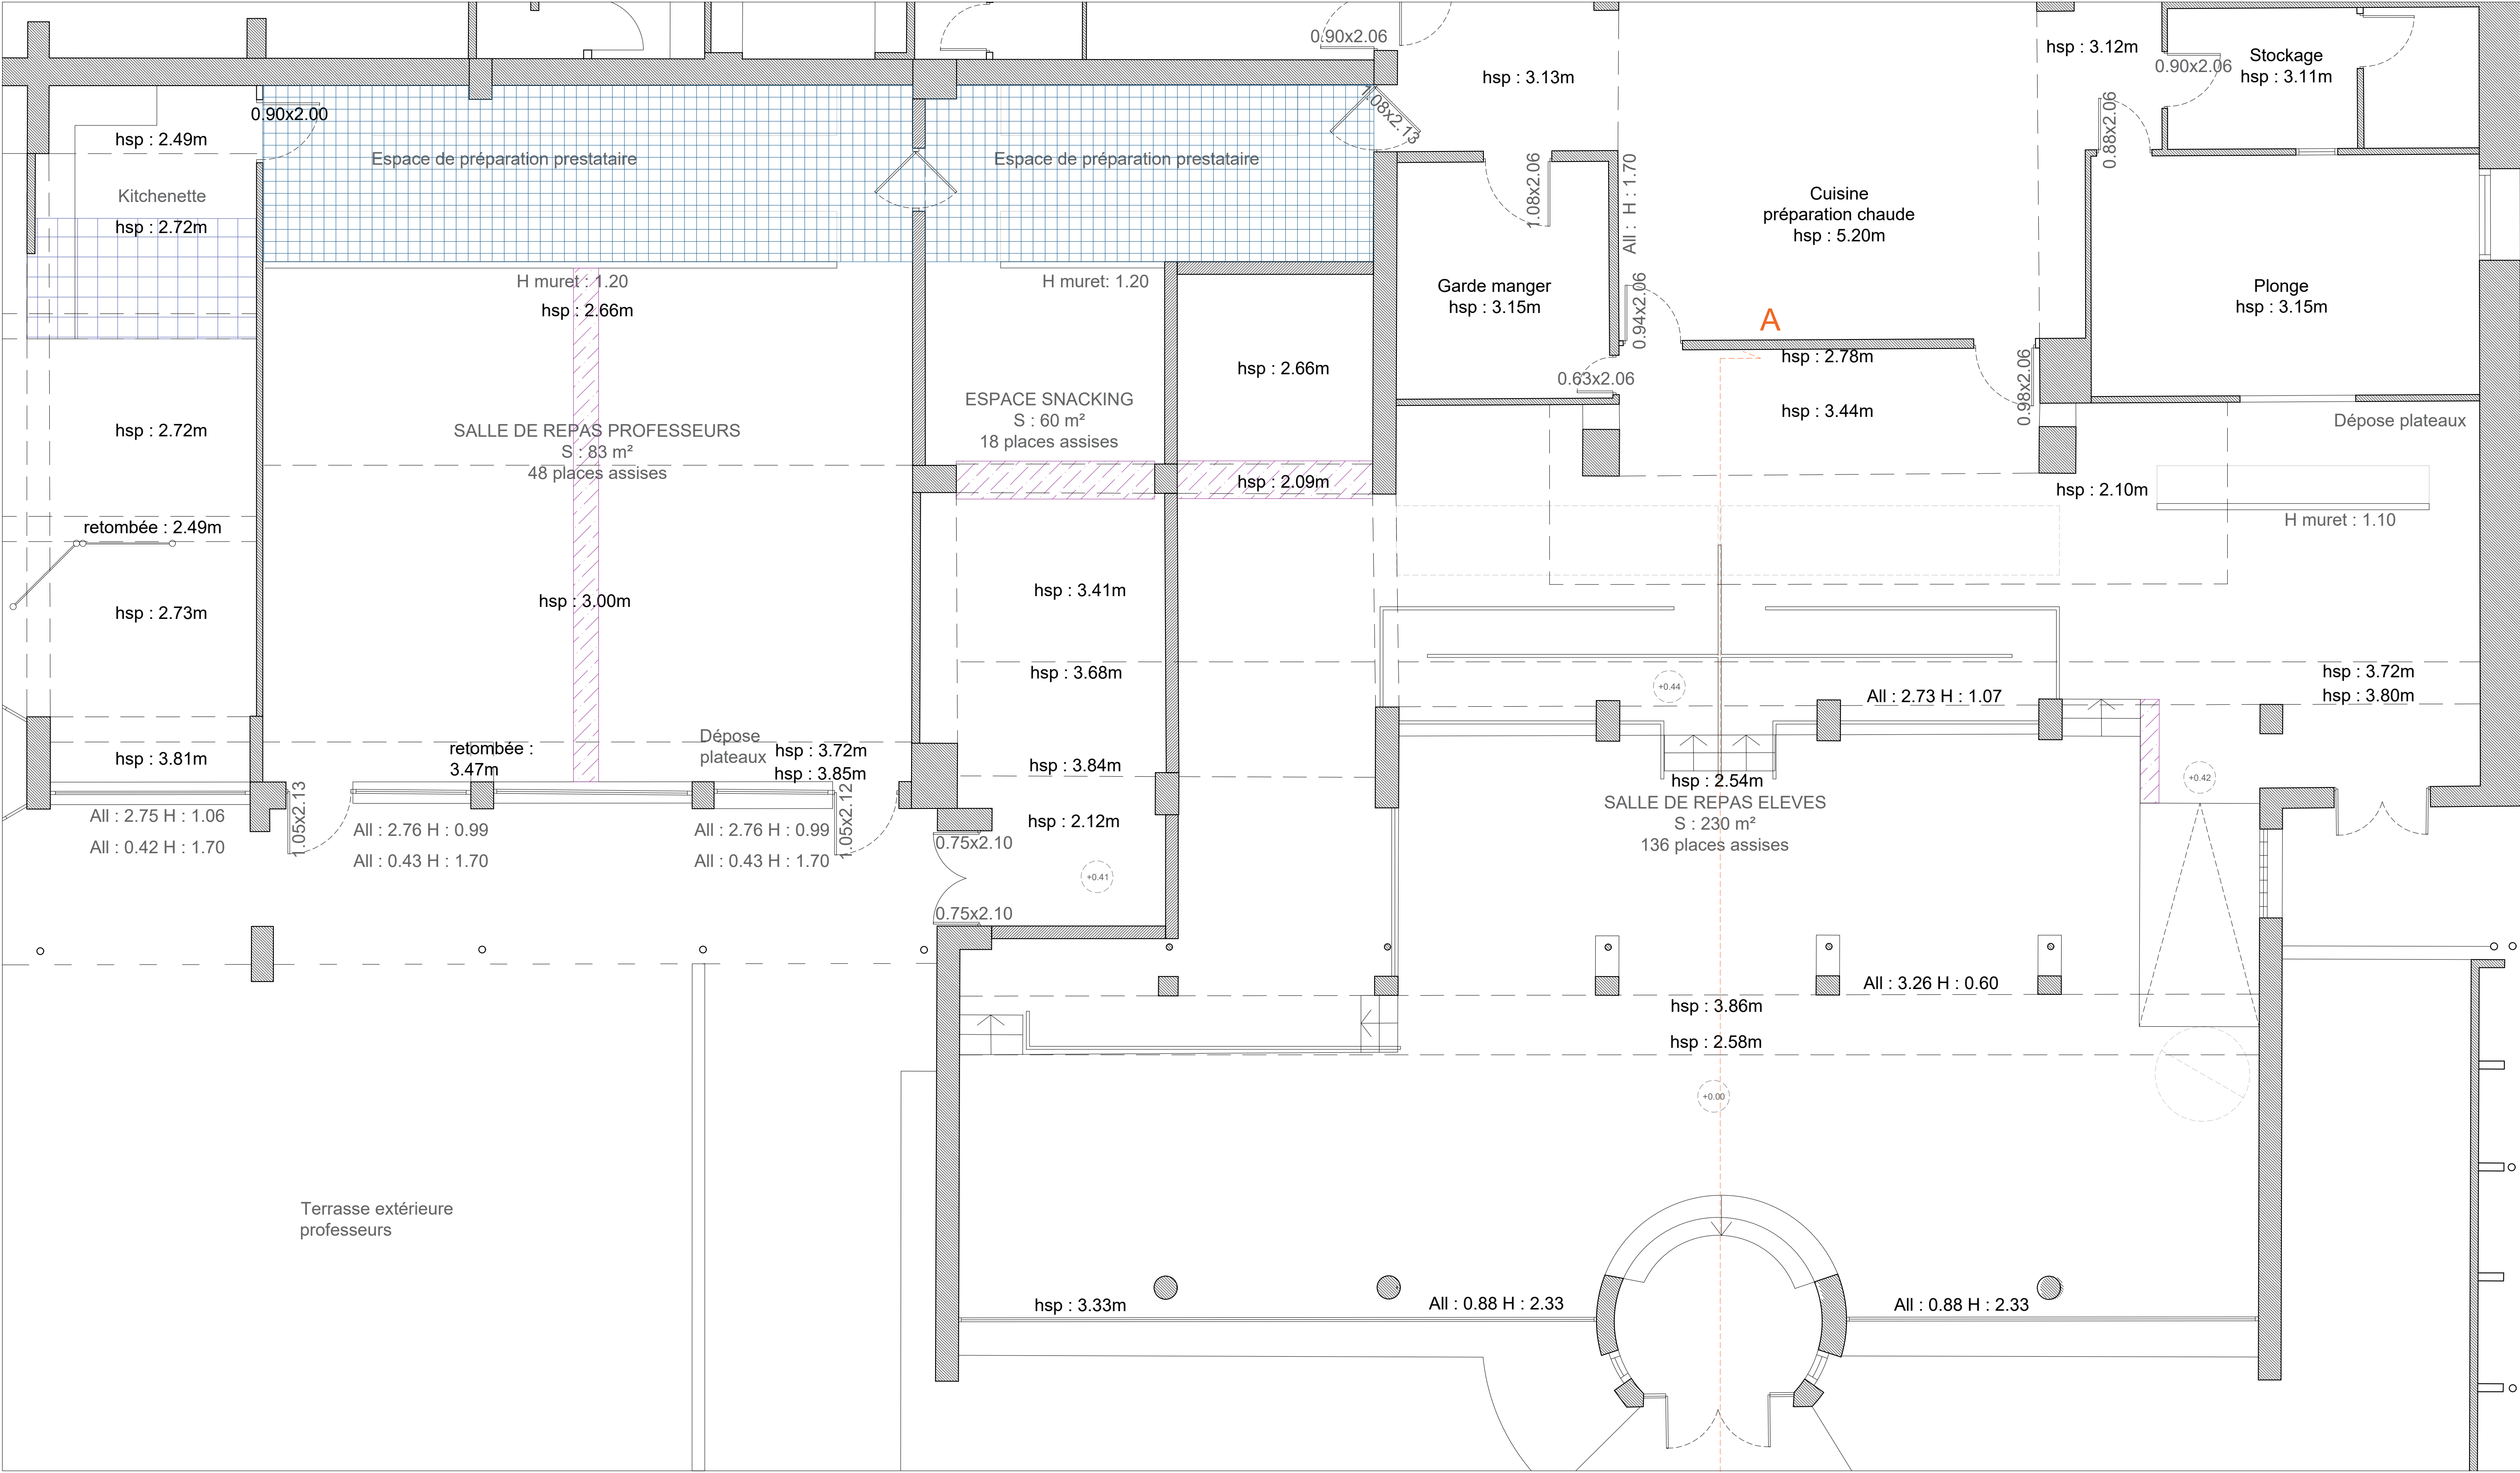 0.90x2.06
hsp : 3.13m
hsp : 3.12m
Stockage
hsp : 3.11m
0.90x2.06
0.90x2.00
hsp : 2.49m
1.08x2.13
0.88x2.06
Espace de préparation prestataire
Espace de préparation prestataire
Kitchenette
hsp : 2.72m
1.08x2.06
All : H : 1.70
Cuisine
préparation chaude
hsp : 5.20m
H muret : 1.20
hsp : 2.66m
H muret: 1.20
Garde manger
hsp : 3.15m
0.94x2.06
A
Plonge
hsp : 3.15m
hsp : 2.66m
hsp : 2.78m
0.63x2.06
0.98x2.06
hsp : 3.44m
Dépose plateaux
hsp : 2.72m
SALLE DE REPAS PROFESSEURS
S : 83 m²
48 places assises
ESPACE SNACKING
S : 60 m²
18 places assises
hsp : 2.09m
hsp : 2.10m
H muret : 1.10
retombée : 2.49m
hsp : 2.73m
hsp : 3.00m
hsp : 3.41m
hsp : 3.68m
+0.44
All : 2.73 H : 1.07
hsp : 3.72m
hsp : 3.80m
hsp : 3.81m
retombée :
3.47m
Dépose
plateaux
hsp : 3.72m
hsp : 3.85m
hsp : 3.84m
hsp : 2.54m
SALLE DE REPAS ELEVES
S : 230 m²
136 places assises
+0.42
All : 2.75 H : 1.06
All : 0.42 H : 1.70
1.05x2.13
All : 2.76 H : 0.99
All : 0.43 H : 1.70
All : 2.76 H : 0.99
All : 0.43 H : 1.70
1.05x2.12
hsp : 2.12m
0.75x2.10
+0.41
0.75x2.10
All : 3.26 H : 0.60
hsp : 3.86m
hsp : 2.58m
+0.00
Terrasse extérieure
professeurs
hsp : 3.33m
All : 0.88 H : 2.33
All : 0.88 H : 2.33